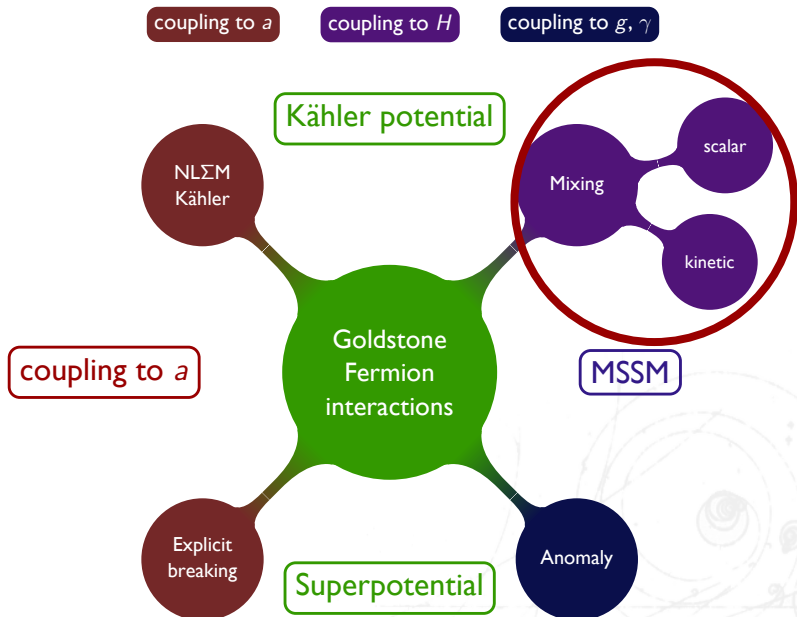 coupling to a
coupling to H
coupling to g, γ
Kähler potential
NLΣM
Kähler
Mixing
scalar
kinetic
Goldstone
Fermion
interactions
coupling to a
MSSM
Explicit
breaking
Superpotential
Anomaly